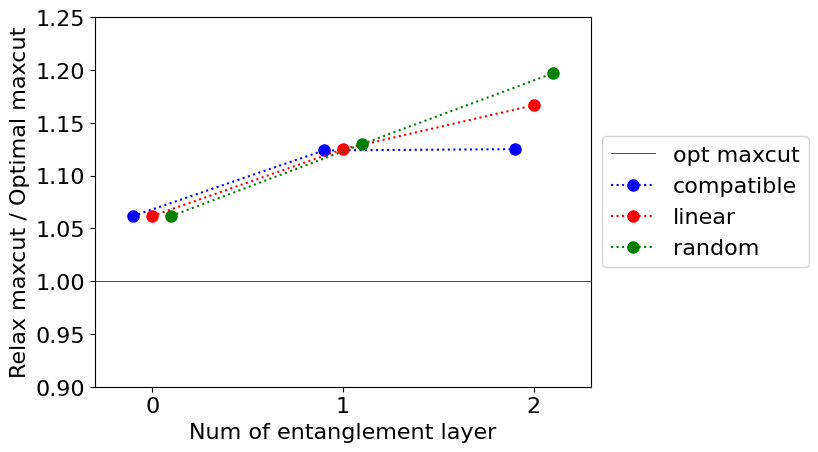 Relax maxcut / Optimal maxcut
1.25
1.20
1.15
1.10
1.05
1.00
0.95
0.90
0
1
2
Num of entanglement layer
opt maxcut
compatible
linear
random